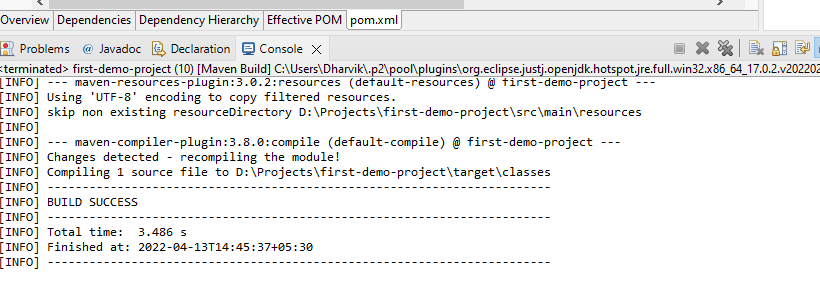 Overview Dependencies Dependency Hierarchy Effective POM pom.xml
Problems @ Javadoc Declaration Console
<terminated> first-demo-project (10) [Maven Build] C:\Users\Dharvik\.p2\pool\plugins\org.eclipse.justj.openjdk.hotspot.jre.full.win32.x86_64_17.0.2.v202202
[INFO] --- maven-resources-plugin:3.0.2:resources (default-resources) @ first-demo-project ---
[INFO] Using 'UTF-8' encoding to copy filtered resources.
[INFO] skip non existing resourceDirectory D:\Projects\first-demo-project\src\main\resources
[INFO]
[INFO] --- maven-compiler-plugin:3.8.0:compile (default-compile) @ first-demo-project ---
[INFO] Changes detected - recompiling the module!
[INFO] Compiling 1 source file to D:\Projects\first-demo-project\target\classes
[INFO] ------------------------------------------------------------------------
[INFO] BUILD SUCCESS
[INFO] ------------------------------------------------------------------------
[INFO] Total time:  3.486 s
[INFO] Finished at: 2022-04-13T14:45:37+05:30
[INFO] ------------------------------------------------------------------------